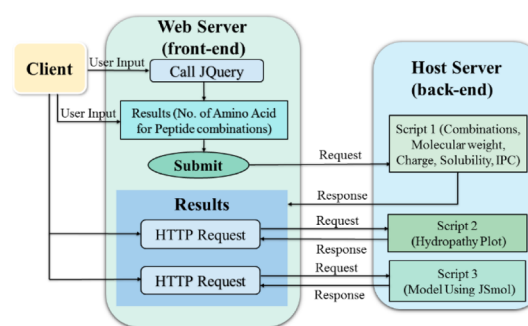 Web Server
(front-end)
Client
User Input
Call JQuery
User Input
Results (No. of Amino Acid
for Peptide combinations)
Submit
Host Server
(back-end)
Request
Script 1 (Combinations,
Molecular weight,
Charge, Solubility, IPC)
Response
Results
HTTP Request
Request
Response
Script 2
(Hydropathy Plot)
HTTP Request
Request
Response
Script 3
(Model Using JSmol)